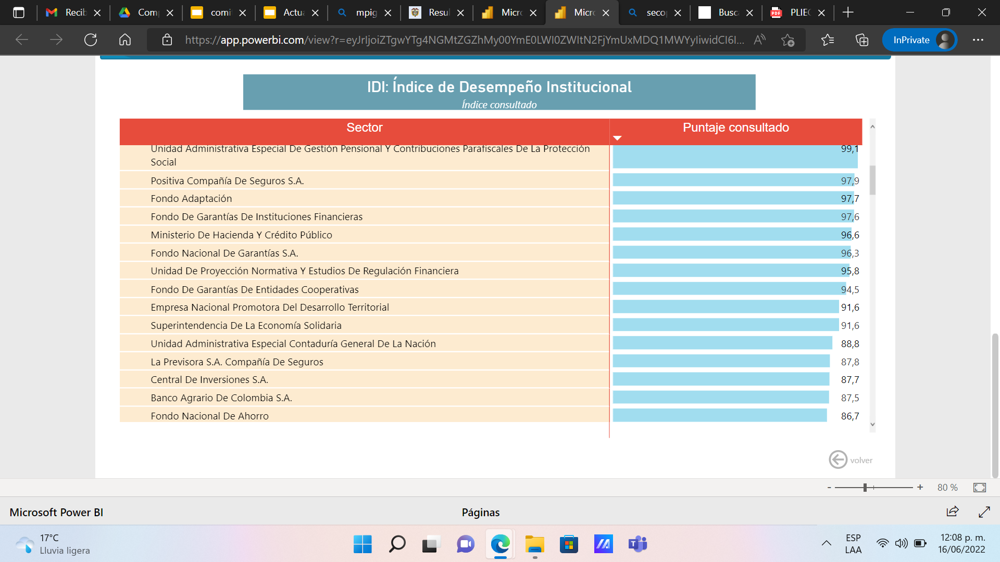 Recib
Com
comi
Actua
mpig
Resul
Micro
Micro
secop
Busca
PLIEG
https://app.powerbi.com/view?r=eyJrIjoiZTgwYTg4NGMtZGZhMy00YmE0LWI0ZWItN2FjYmUxMDQ1MWYyIiwidCI6I...
InPrivate
IDI: Índice de Desempeño Institucional
Índice consultado
Sector
Puntaje consultado
Unidad Administrativa Especial De Gestión Pensional Y Contribuciones Parafiscales De La Protección
Social
99,1
Positiva Compañía De Seguros S.A.
97,9
Fondo Adaptación
97,7
Fondo De Garantías De Instituciones Financieras
97,6
Ministerio De Hacienda Y Crédito Público
96,6
Fondo Nacional De Garantías S.A.
96,3
Unidad De Proyección Normativa Y Estudios De Regulación Financiera
95,8
Fondo De Garantías De Entidades Cooperativas
94,5
Empresa Nacional Promotora Del Desarrollo Territorial
91,6
Superintendencia De La Economía Solidaria
91,6
Unidad Administrativa Especial Contaduría General De La Nación
88,8
La Previsora S.A. Compañía De Seguros
87,8
Central De Inversiones S.A.
87,7
Banco Agrario De Colombia S.A.
87,5
Fondo Nacional De Ahorro
86,7
volver
- + 80 %
Microsoft Power BI
Páginas
17°C
Lluvia ligera
ESP
LAA
12:08 p. m.
16/06/2022